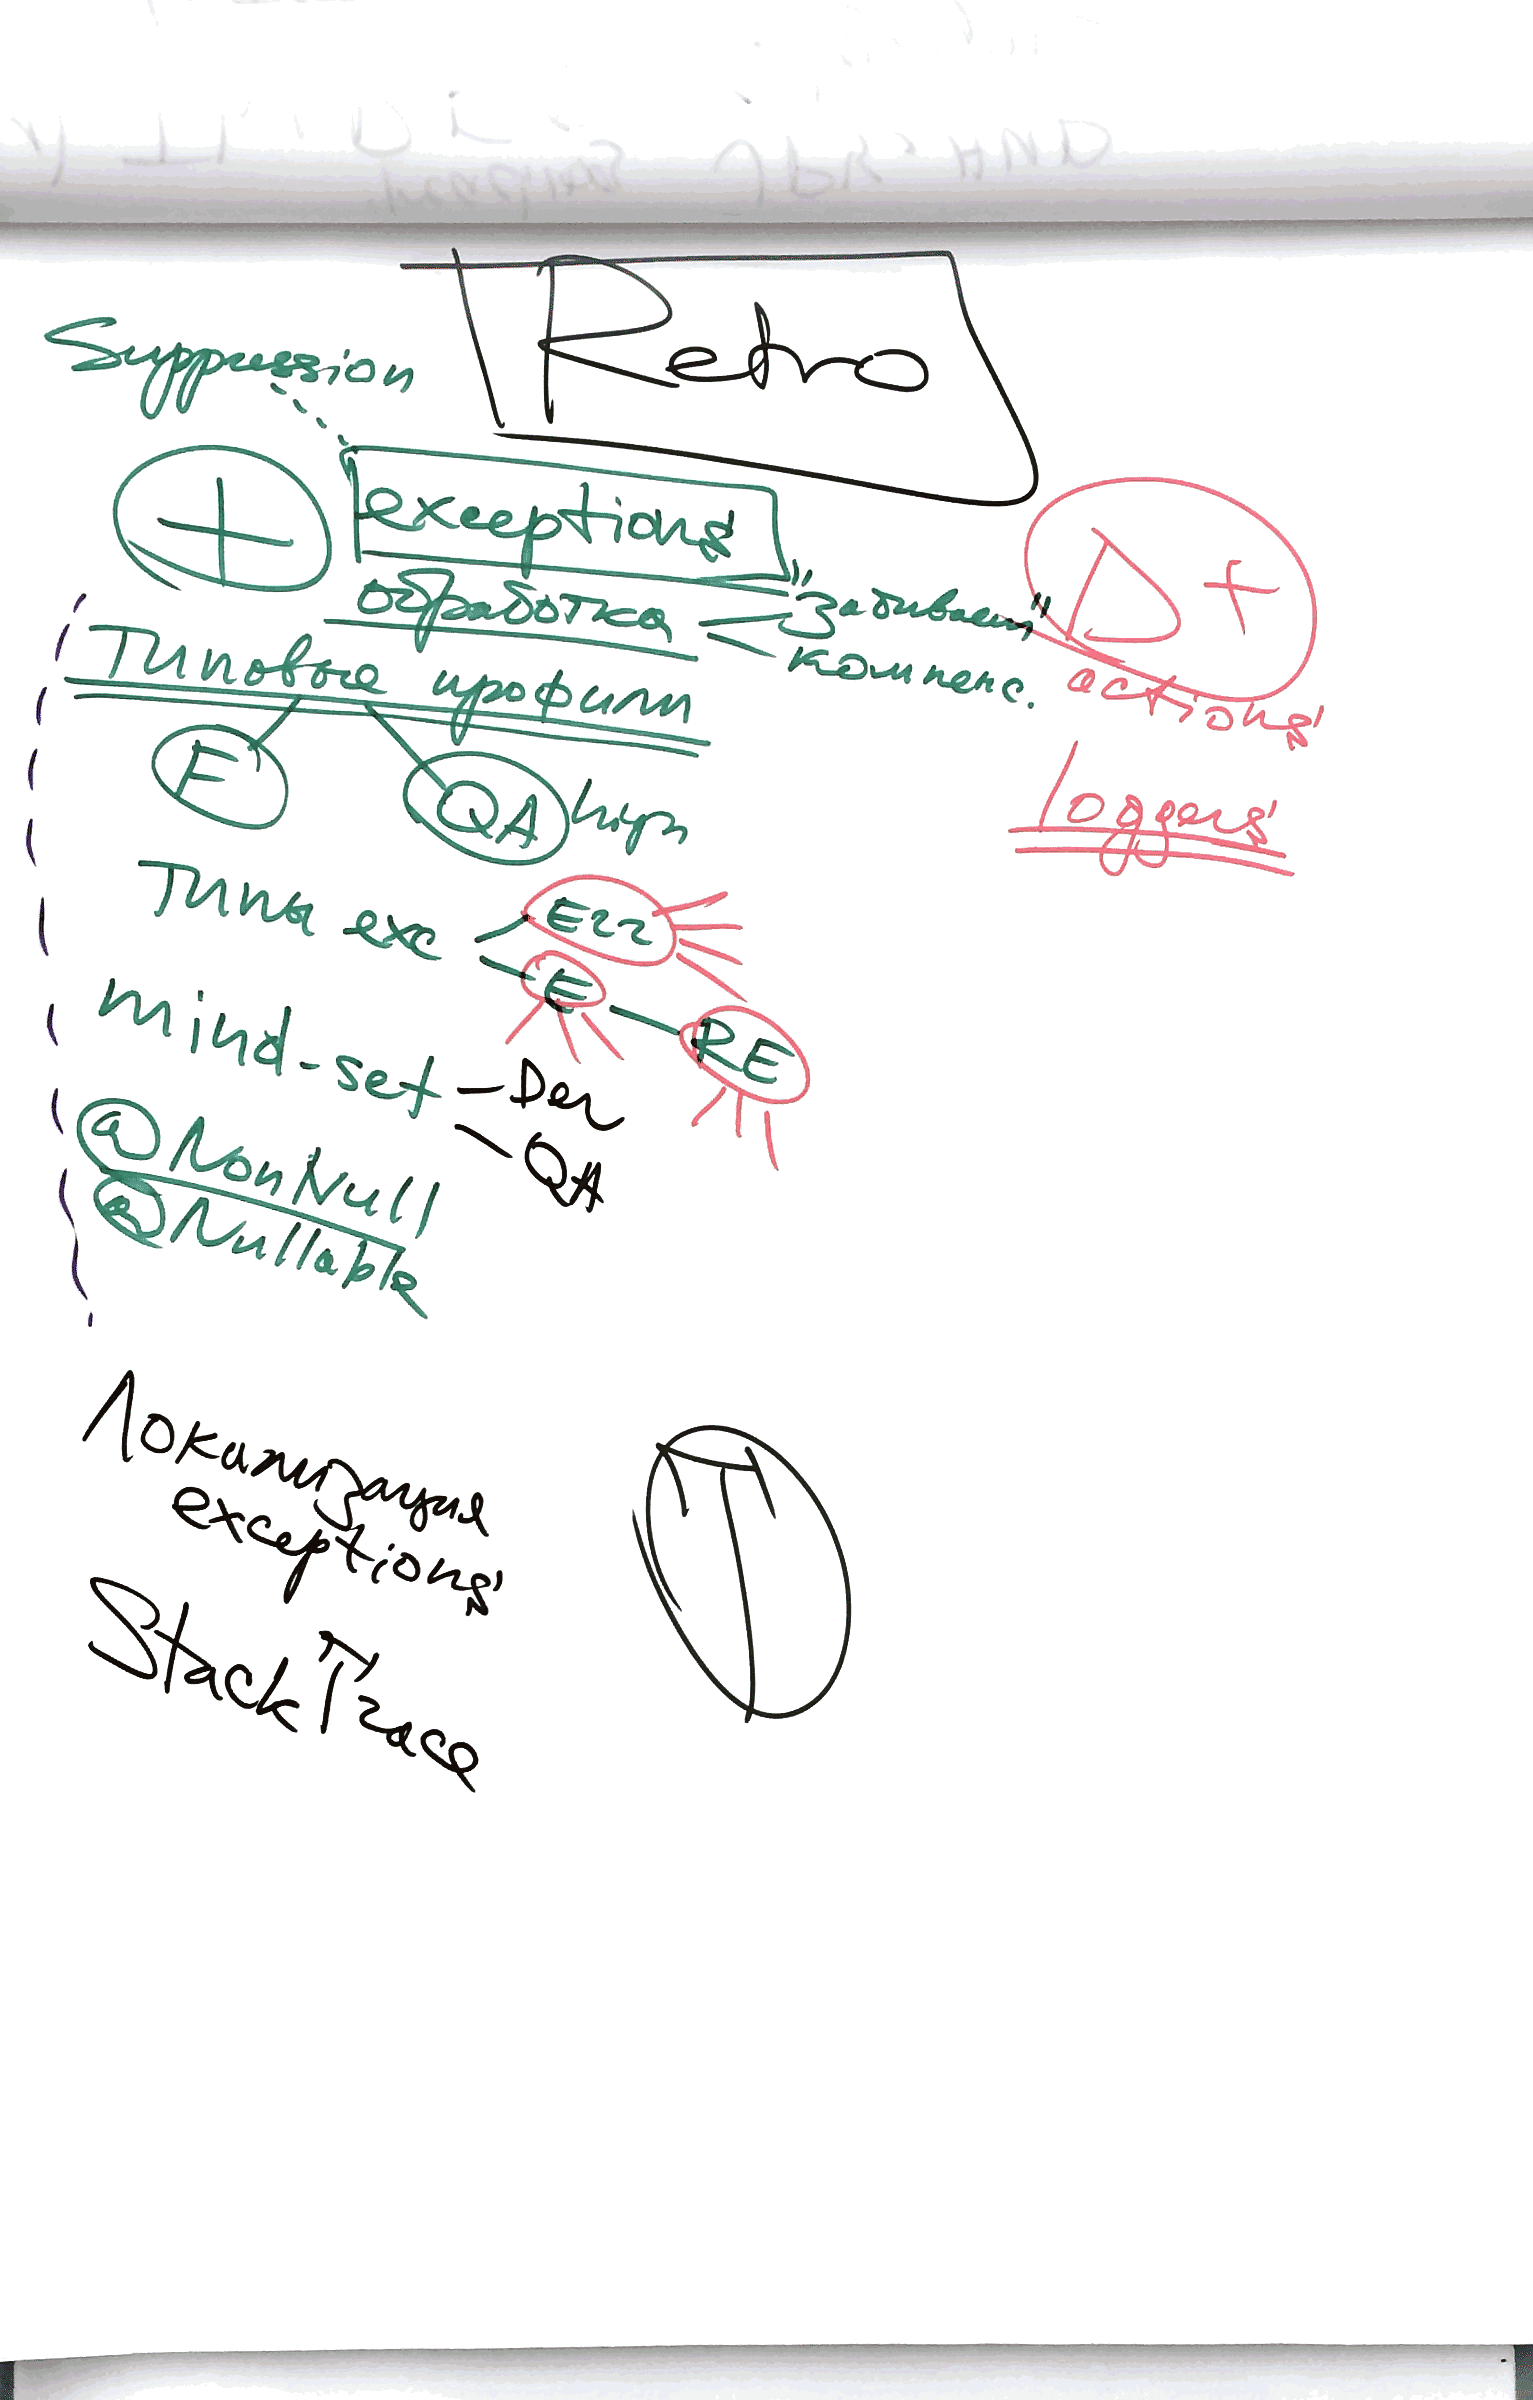 Retro
Suppression
+
exceptions
обработка
"Забиваем"
компенс.
Типовые профили
F
QA
Типы exc
Err
E
RE
mind-set
Dev
QA
@NonNull
@Nullable
Локализация
exceptions
StackTrace
T
D+
actions
loggers